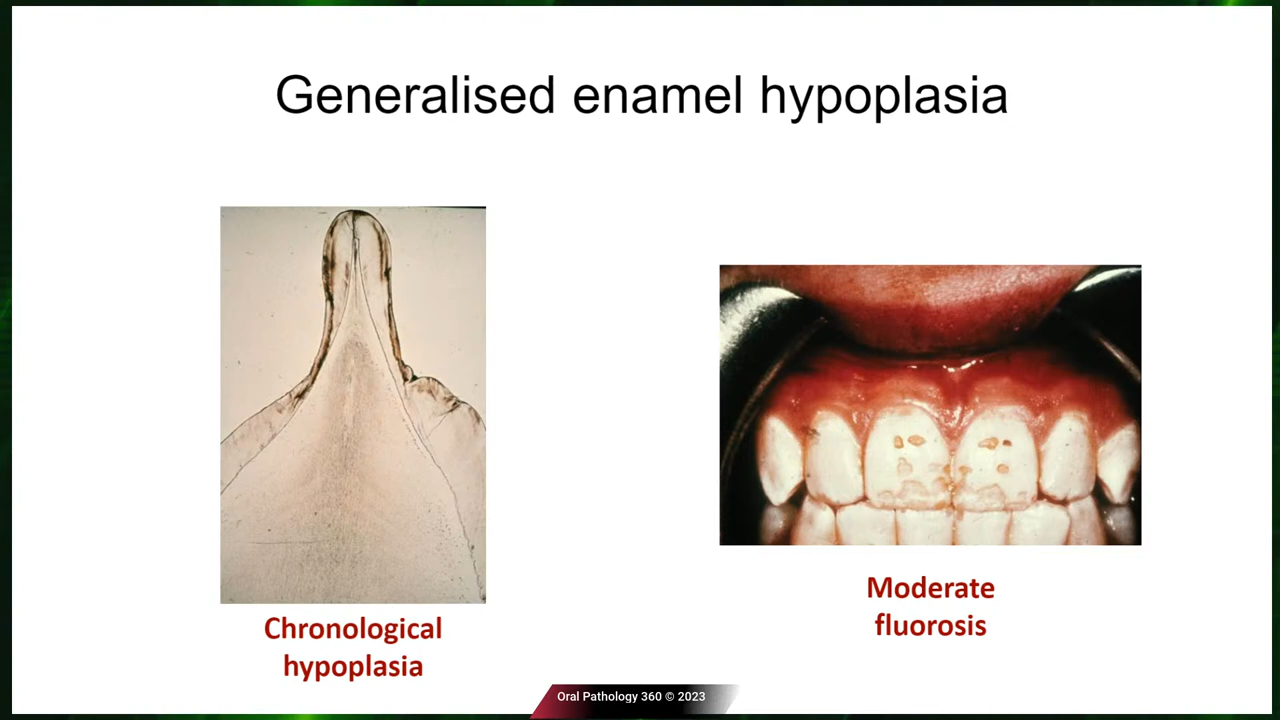 Generalised enamel hypoplasia
Chronological
hypoplasia
Moderate
fluorosis
Oral Pathology 360 © 2023